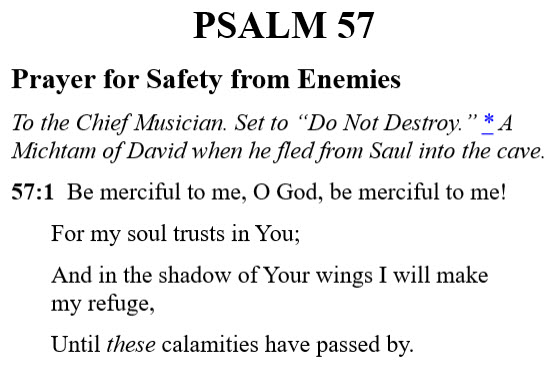 PSALM 57
Prayer for Safety from Enemies
To the Chief Musician. Set to “Do Not Destroy.” * A
Michtam of David when he fled from Saul into the cave.
57:1 Be merciful to me, O God, be merciful to me!
For my soul trusts in You;
And in the shadow of Your wings I will make
my refuge,
Until these calamities have passed by.